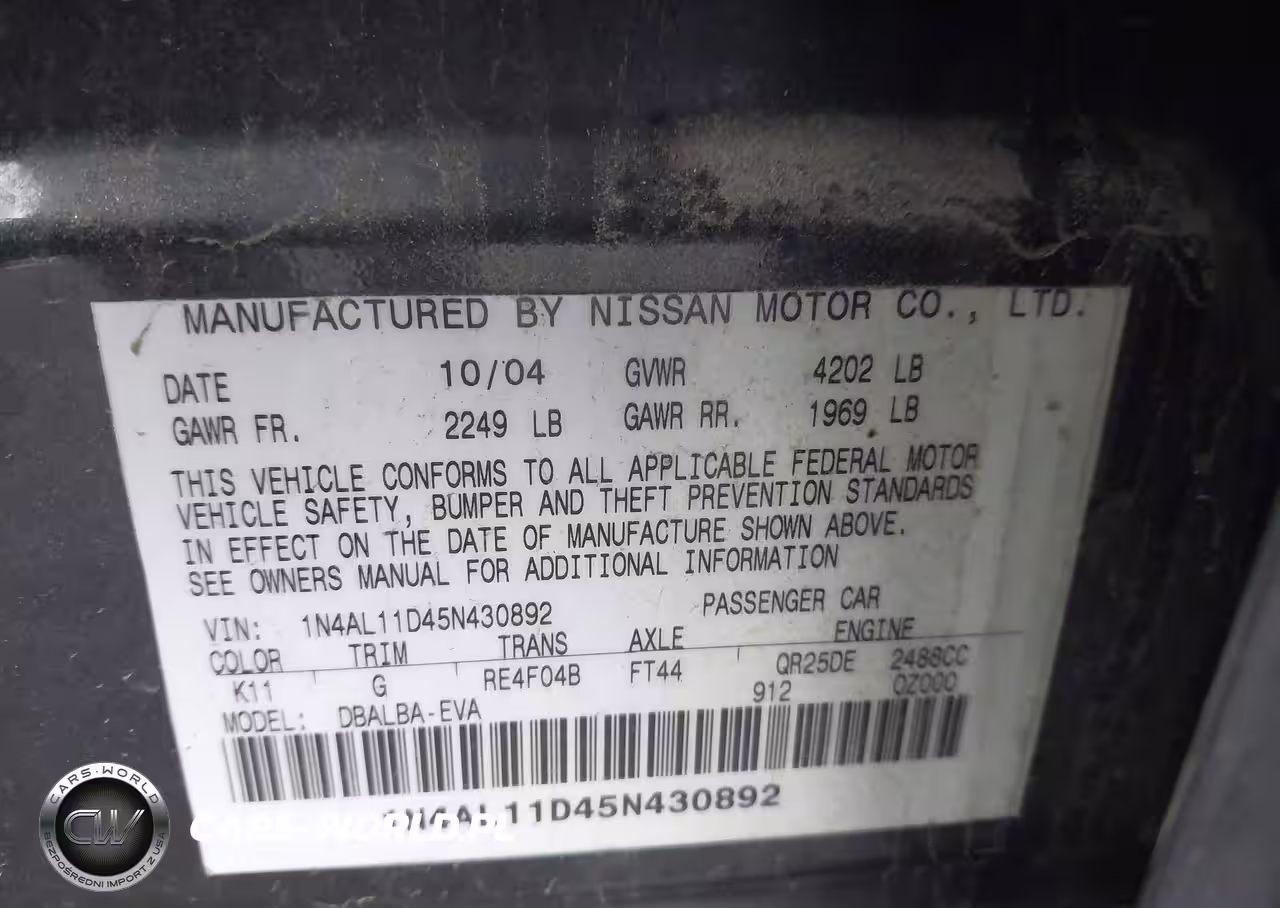 MANUFACTURED BY NISSAN MOTOR CO., LTD.
DATE 10/04 GVWR 4202 LB
GAWR FR. 2249 LB GAWR RR. 1969 LB
THIS VEHICLE CONFORMS TO ALL APPLICABLE FEDERAL MOTOR
VEHICLE SAFETY, BUMPER AND THEFT PREVENTION STANDARDS
IN EFFECT ON THE DATE OF MANUFACTURE SHOWN ABOVE.
SEE OWNERS MANUAL FOR ADDITIONAL INFORMATION
VIN: 1N4AL11D45N430892 PASSENGER CAR
COLOR TRIM TRANS AXLE ENGINE
K11 G RE4F04B FT44 QR25DE 2488CC
MODEL: DBALBA-EVA 912 0Z000
1N4AL11D45N430892
CARS-WORLD.PL
CARS-WORLD
CW
BEZPOŚREDNI IMPORT Z USA